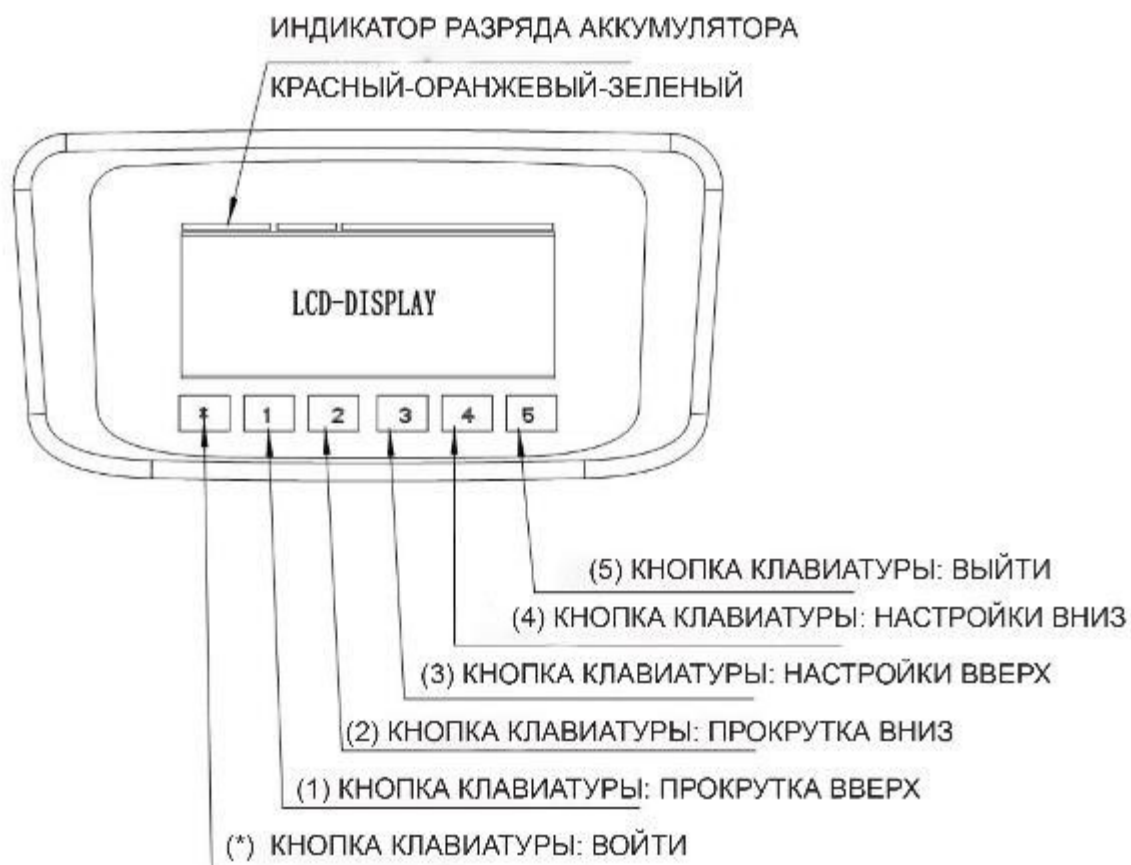 ИНДИКАТОР РАЗРЯДА АККУМУЛЯТОРА
КРАСНЫЙ-ОРАНЖЕВЫЙ-ЗЕЛЕНЫЙ
LCD-DISPLAY
* 1 2 3 4 5
(5) КНОПКА КЛАВИАТУРЫ: ВЫЙТИ
(4) КНОПКА КЛАВИАТУРЫ: НАСТРОЙКИ ВНИЗ
(3) КНОПКА КЛАВИАТУРЫ: НАСТРОЙКИ ВВЕРХ
(2) КНОПКА КЛАВИАТУРЫ: ПРОКРУТКА ВНИЗ
(1) КНОПКА КЛАВИАТУРЫ: ПРОКРУТКА ВВЕРХ
(*) КНОПКА КЛАВИАТУРЫ: ВОЙТИ